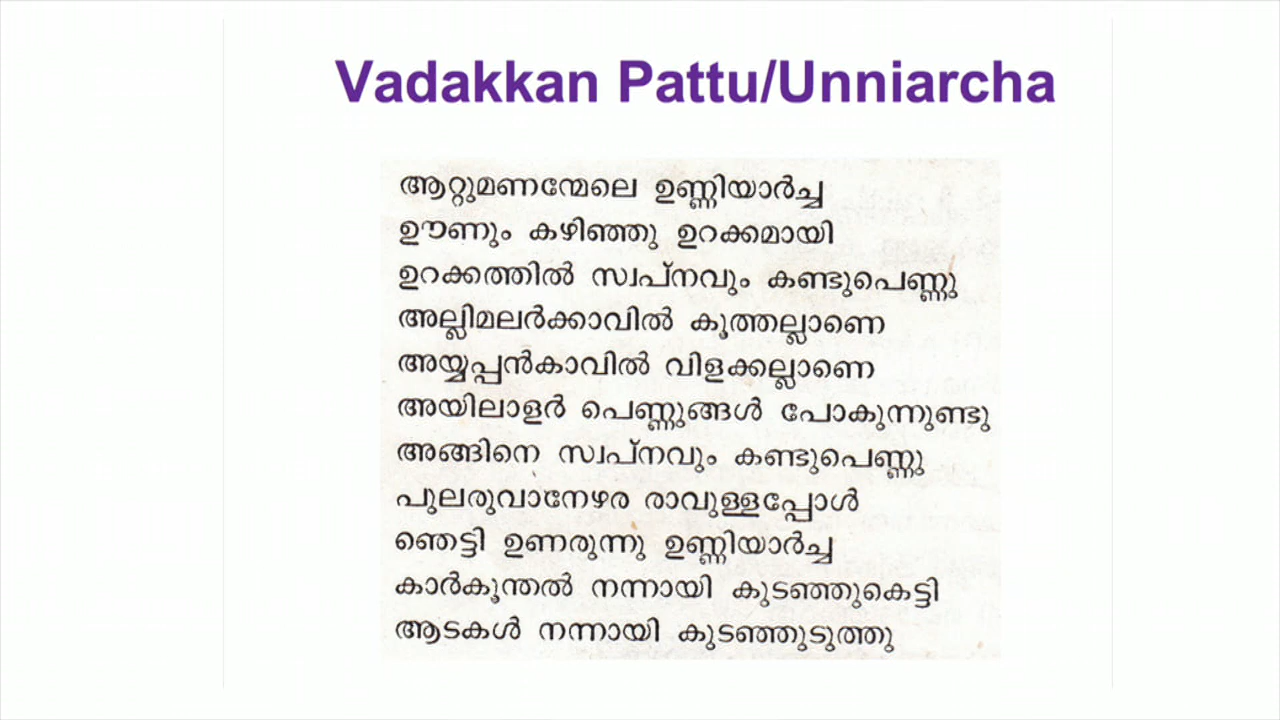 Vadakkan Pattu/Unniarcha
ആറ്റുമണന്മേലെ ഉണ്ണിയാർച്ച
ഊണും കഴിഞ്ഞു ഉറക്കമായി
ഉറക്കത്തിൽ സ്വപ്നവും കണ്ടുപെണ്ണു
അല്ലിമലർക്കാവിൽ കൂത്തല്ലാണെ
അയ്യപ്പൻകാവിൽ വിളക്കല്ലാണെ
അയിലാളർ പെണ്ണുങ്ങൾ പോകുന്നുണ്ടു
അങ്ങിനെ സ്വപ്നവും കണ്ടുപെണ്ണു
പുലരുവാനേഴര രാവുള്ളപ്പോൾ
ഞെട്ടി ഉണരുന്നു ഉണ്ണിയാർച്ച
കാർകൂന്തൽ നന്നായി കുടഞ്ഞുകെട്ടി
ആടകൾ നന്നായി കുടഞ്ഞുടുത്തു